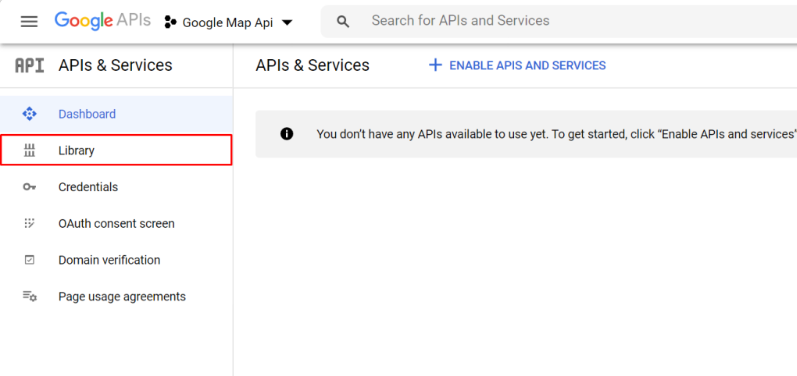 Google APIs Google Map Api Search for APIs and Services
API APIs & Services
APIs & Services + ENABLE APIS AND SERVICES
Dashboard
You don't have any APIs available to use yet. To get started, click "Enable APIs and services"
Library
Credentials
OAuth consent screen
Domain verification
Page usage agreements